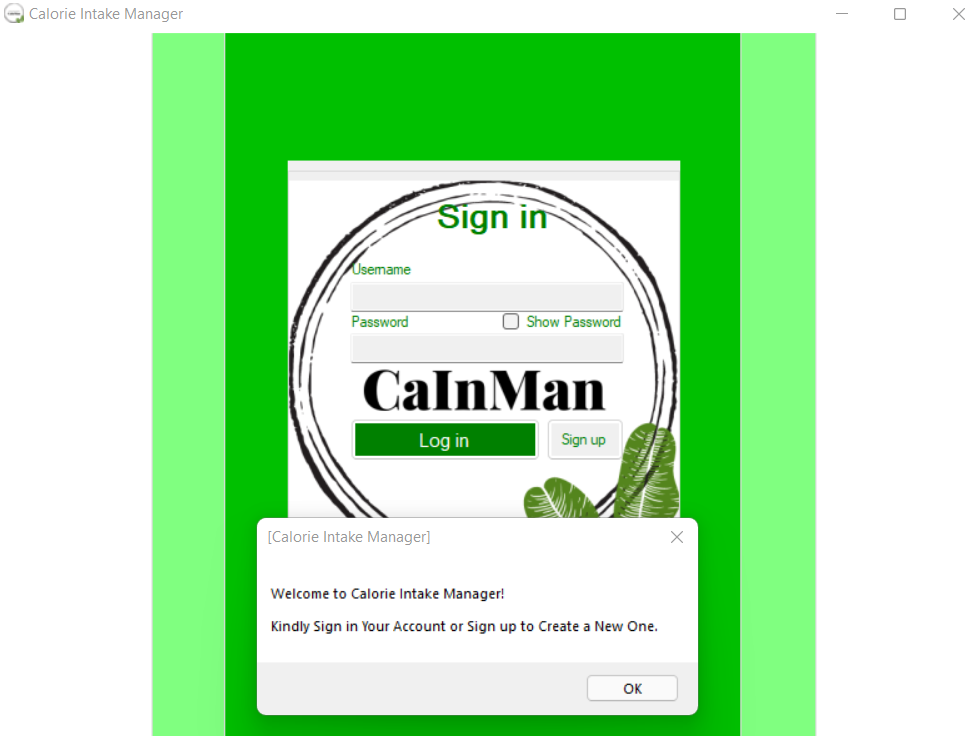 Calorie Intake Manager
Sign in
Username
Password
Show Password
CaInMan
Log in
Sign up
[Calorie Intake Manager]
Welcome to Calorie Intake Manager!
Kindly Sign in Your Account or Sign up to Create a New One.
OK